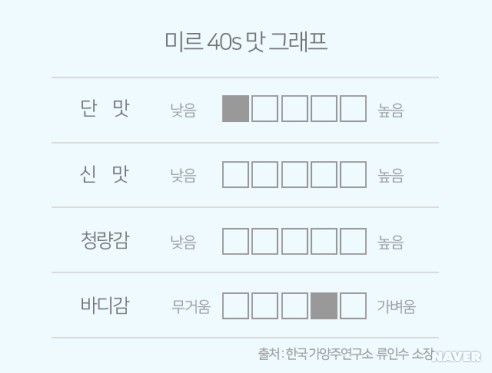 미르 40s 맛 그래프
단 맛 낮음 높음
신 맛 낮음 높음
청량감 낮음 높음
바디감 무거움 가벼움
출처 : 한국 가양주연구소 류인수 소장
NAVER